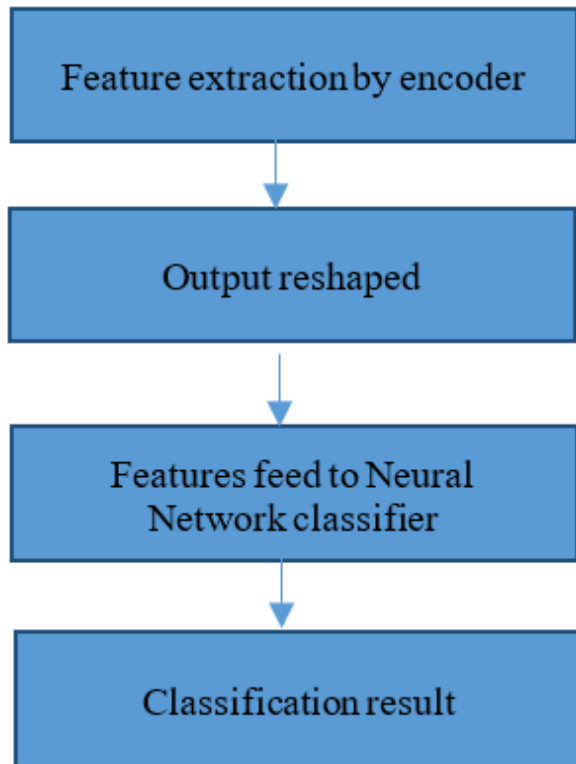 Feature extraction by encoder
Output reshaped
Features feed to Neural
Network classifier
Classification result